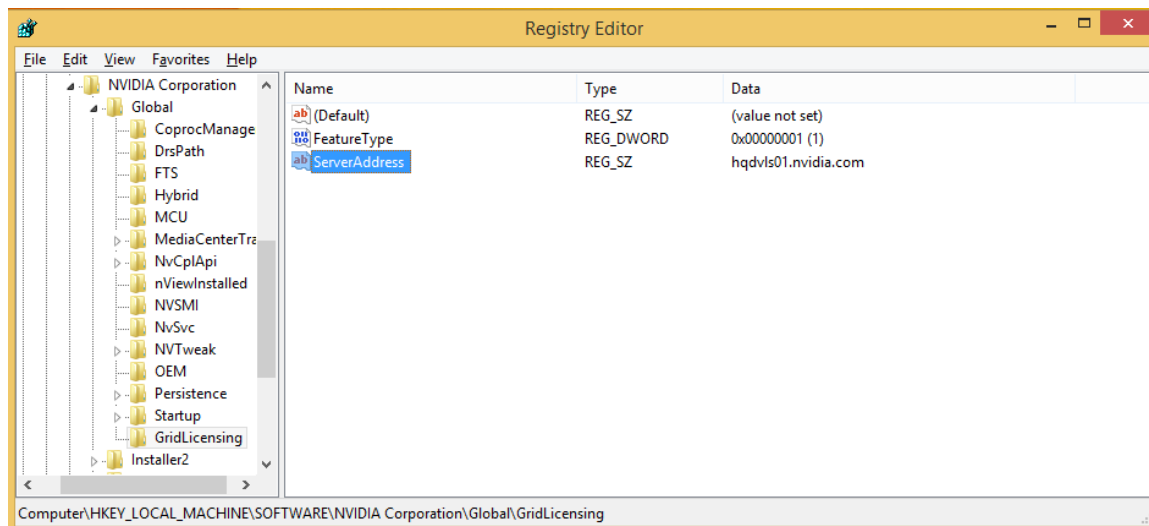 Registry Editor
File Edit View Favorites Help
NVIDIA Corporation
Global
CoprocManage
DrsPath
FTS
Hybrid
MCU
MediaCenterTra
NvCplApi
nViewInstalled
NVSMI
NvSvc
NVTweak
OEM
Persistence
Startup
GridLicensing
Installer2
Name Type Data
ab (Default) REG_SZ (value not set)
FeatureType REG_DWORD 0x00000001 (1)
ab ServerAddress REG_SZ hqdvls01.nvidia.com
Computer\HKEY_LOCAL_MACHINE\SOFTWARE\NVIDIA Corporation\Global\GridLicensing